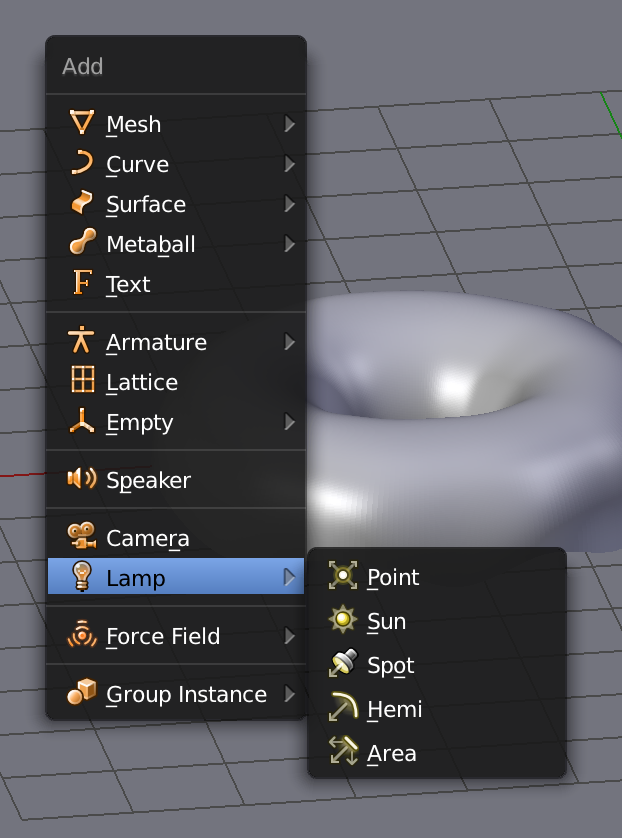 Add
Mesh
Curve
Surface
Metaball
Text
Armature
Lattice
Empty
Speaker
Camera
Lamp
Force Field
Group Instance
Point
Sun
Spot
Hemi
Area